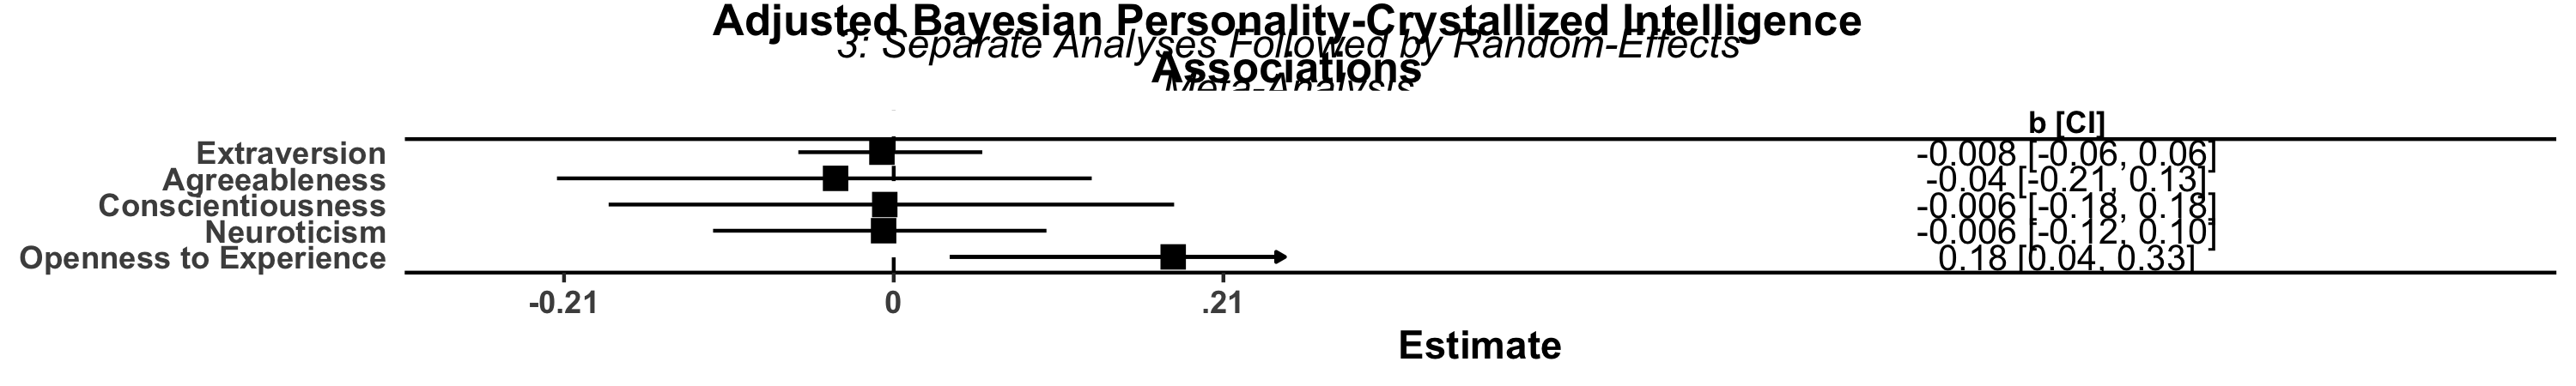 Adjusted Bayesian Personality-Crystallized Intelligence
Associations
3: Separate Analyses Followed by Random-Effects
Meta-Analysis
b [CI]
Extraversion -0.008 [-0.06, 0.06]
Agreeableness -0.04 [-0.21, 0.13]
Conscientiousness -0.006 [-0.18, 0.18]
Neuroticism -0.006 [-0.12, 0.10]
Openness to Experience 0.18 [0.04, 0.33]
-0.21 0 .21
Estimate